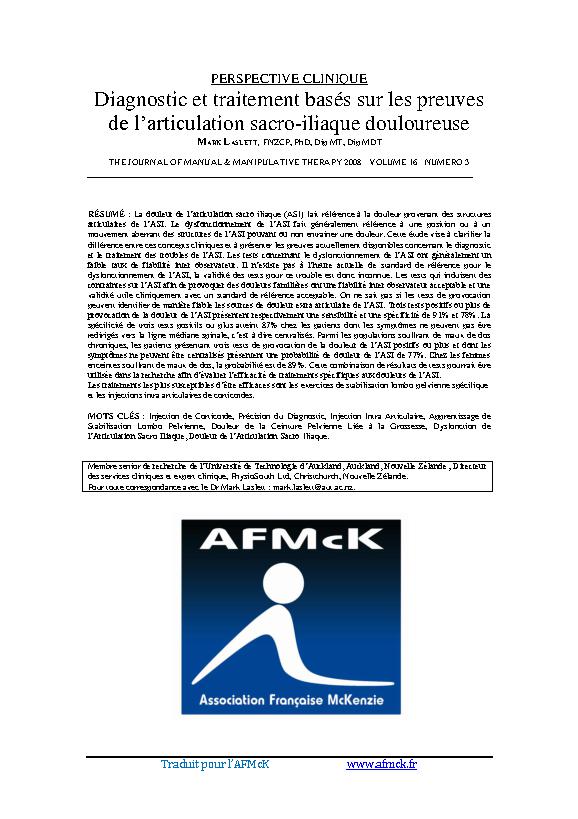 PERSPECTIVE CLINIQUE
Diagnostic et traitement basés sur les preuves
de l’articulation sacro-iliaque douloureuse
MARK LASLETT, FNZCP, PhD, Dip MT, Dip MDT
THE JOURNAL OF MANUAL & MANIPULATIVE THERAPY 2008 VOLUME 16 NUMERO 3
RÉSUMÉ : La douleur de l’articulation sacro iliaque (ASI) fait référence à la douleur provenant des structures
articulaires de l’ASI. Le dysfonctionnement de l’ASI fait généralement référence à une position ou à un
mouvement aberrant des structures de l’ASI pouvant ou non entraîner une douleur. Cette étude vise à clarifier la
différence entre ces concepts cliniques et à présenter les preuves actuellement disponibles concernant le diagnostic
et le traitement des troubles de l’ASI. Les tests concernant le dysfonctionnement de l’ASI ont généralement un
faible taux de fiabilité inter observateur. Il n’existe pas à l’heure actuelle de standard de référence pour le
dysfonctionnement de l’ASI, la validité des tests pour ce trouble est donc inconnue. Les tests qui induisent des
contraintes sur l’ASI afin de provoquer des douleurs familières ont une fiabilité inter observateur acceptable et une
validité utile cliniquement avec un standard de référence acceptable. On ne sait pas si les tests de provocation
peuvent identifier de manière fiable les sources de douleur extra articulaire de l’ASI. Trois tests positifs ou plus de
provocation de la douleur de l’ASI présentent respectivement une sensibilité et une spécificité de 91% et 78%. La
spécificité de trois tests positifs ou plus atteint 87% chez les patients dont les symptômes ne peuvent pas être
redirigés vers la ligne médiane spinale, c’est à dire centralisés. Parmi les populations souffrant de maux de dos
chroniques, les patients présentant trois tests de provocation de la douleur de l’ASI positifs ou plus et dont les
symptômes ne peuvent être centralisés présentent une probabilité de douleur de l’ASI de 77%. Chez les femmes
enceintes souffrant de maux de dos, la probabilité est de 89%. Cette combinaison de résultats de tests pourrait être
utilisée dans la recherche afin d’évaluer l’efficacité de traitements spécifiques aux douleurs de l’ASI.
Les traitements les plus susceptibles d’être efficaces sont les exercices de stabilisation lombo pelvienne spécifique
et les injections intra articulaires de corticoïdes.
MOTS CLÉS : Injection de Corticoïde, Précision du Diagnostic, Injection Intra Articulaire, Apprentissage de
Stabilisation Lombo Pelvienne, Douleur de la Ceinture Pelvienne Liée à la Grossesse, Dysfonction de
l’Articulation Sacro Iliaque, Douleur de l’Articulation Sacro Iliaque.
Membre senior de recherche de l’Université de Technologie d’Auckland, Auckland, Nouvelle Zélande , Directeur
des services cliniques et expert clinique, PhysioSouth Ltd, Christchurch, Nouvelle Zélande.
Pour toute correspondance avec le Dr Mark Laslett : mark.laslett@aut.ac.nz.
AFMcK
Association Française McKenzie
Traduit pour l’AFMcK www.afmck.fr